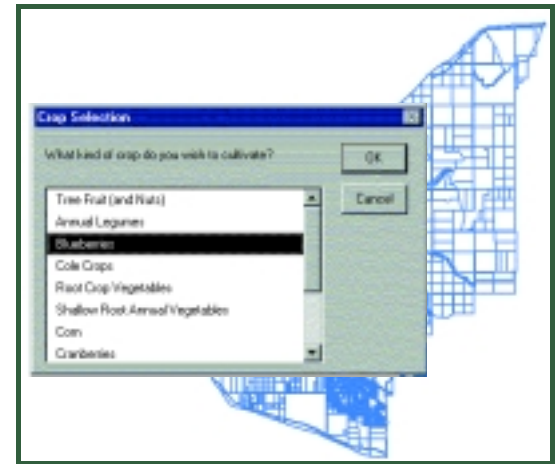 Crop Selection
What kind of crop do you wish to cultivate?
OK
Cancel
Tree Fruit (and Nuts)
Annual Legumes
Blueberries
Cole Crops
Root Crop Vegetables
Shallow Root Annual Vegetables
Corn
Cranberries